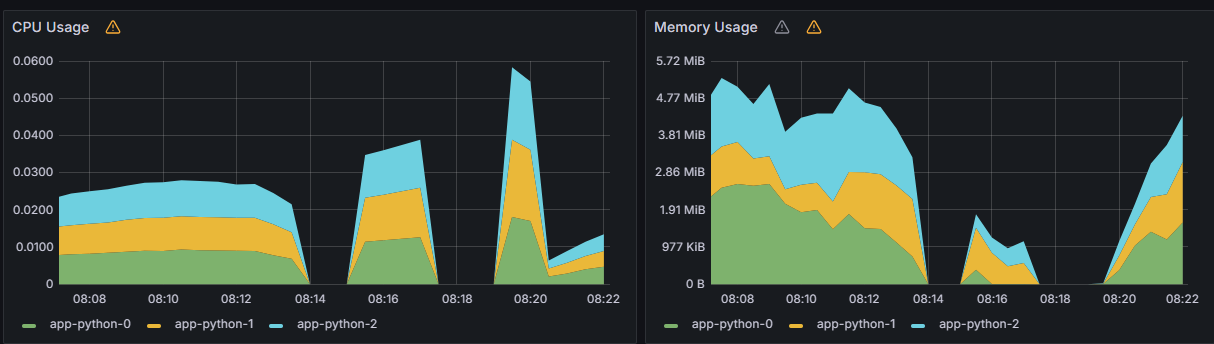 CPU Usage
0.0600
0.0500
0.0400
0.0300
0.0200
0.0100
0
08:08 08:10 08:12 08:14 08:16 08:18 08:20 08:22
app-python-0 app-python-1 app-python-2
Memory Usage
5.72 MiB
4.77 MiB
3.81 MiB
2.86 MiB
1.91 MiB
977 KiB
0 B
08:08 08:10 08:12 08:14 08:16 08:18 08:20 08:22
app-python-0 app-python-1 app-python-2